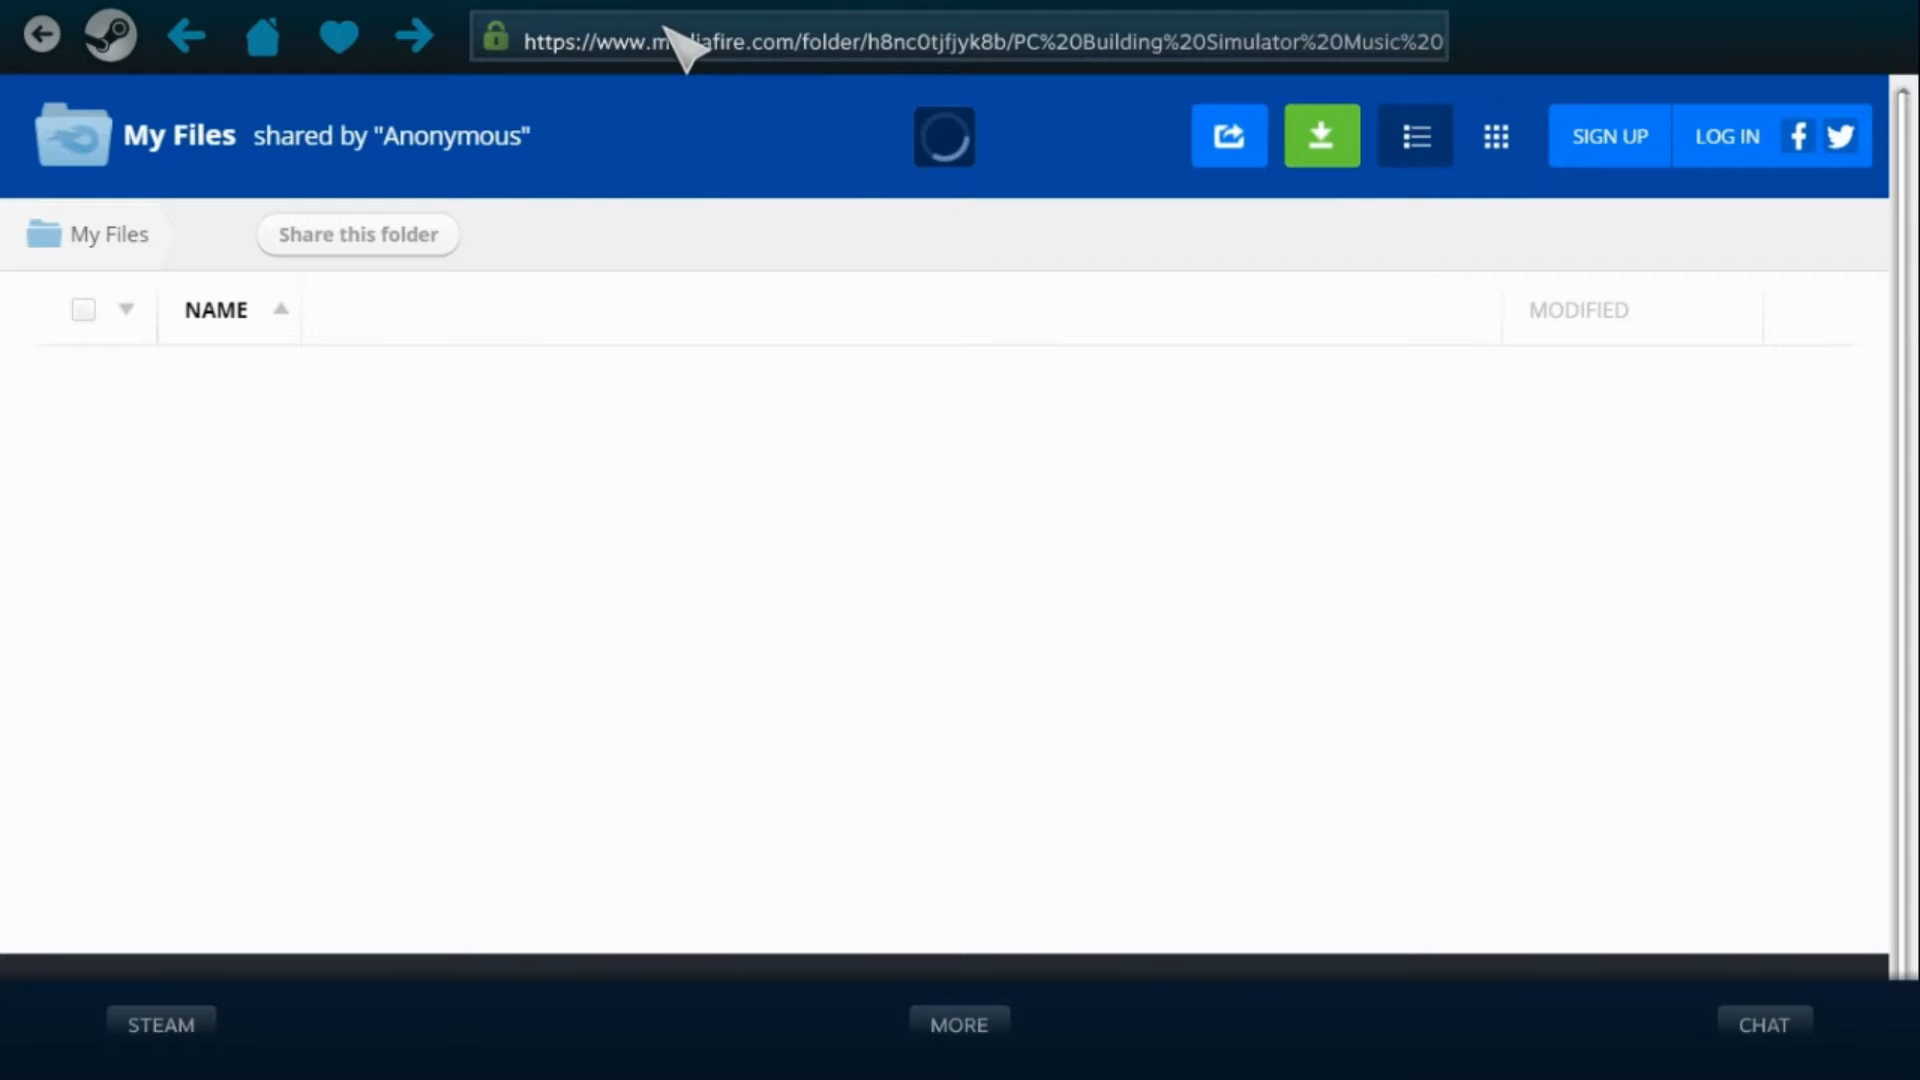 https://www.mediafire.com/folder/h8nc0tjfjyk8b/PC%20Building%20Simulator%20Music%20
My Files shared by "Anonymous"
SIGN UP
LOG IN
My Files
Share this folder
NAME
MODIFIED
STEAM
MORE
CHAT